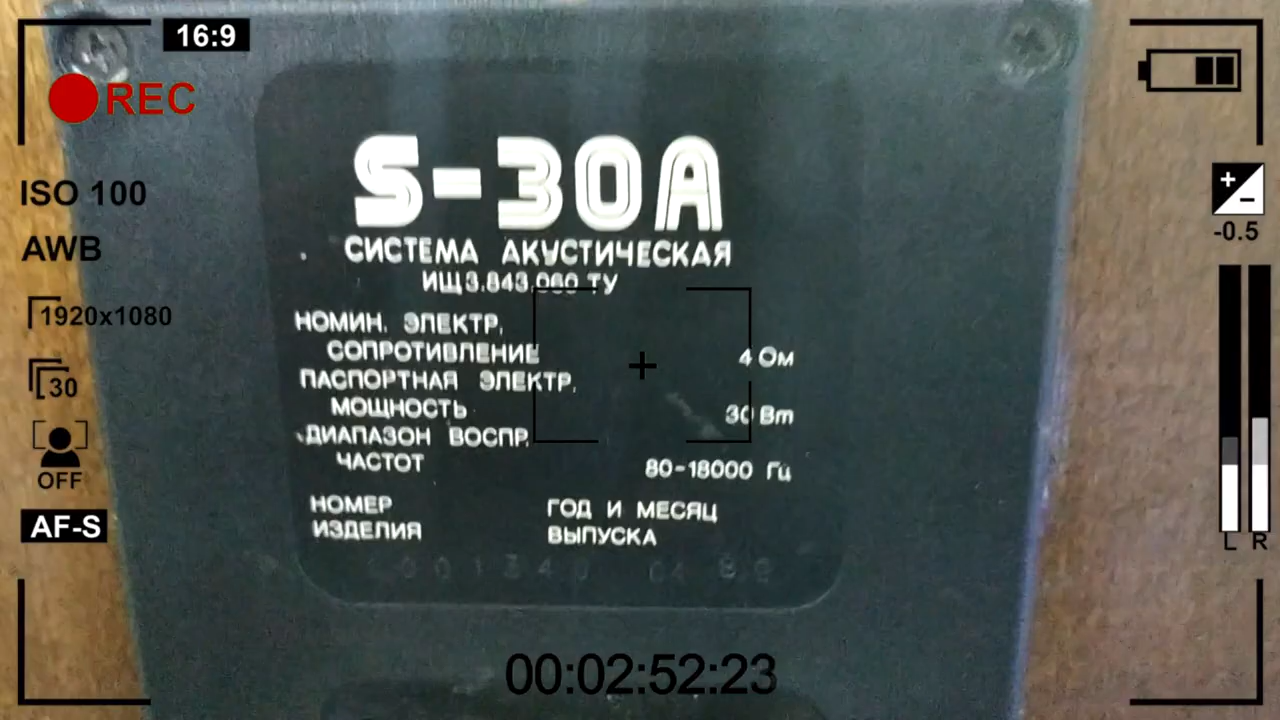 16:9
REC
ISO 100
AWB
1920x1080
30
OFF
AF-S
-0.5
L R
S-30A
СИСТЕМА АКУСТИЧЕСКАЯ
ИЩ3.843.060 ТУ
НОМИН. ЭЛЕКТР.
СОПРОТИВЛЕНИЕ 4 Ом
ПАСПОРТНАЯ ЭЛЕКТР.
МОЩНОСТЬ 30 Вт
ДИАПАЗОН ВОСПР.
ЧАСТОТ 80-18000 Гц
НОМЕР ГОД И МЕСЯЦ
ИЗДЕЛИЯ ВЫПУСКА
00:02:52:23